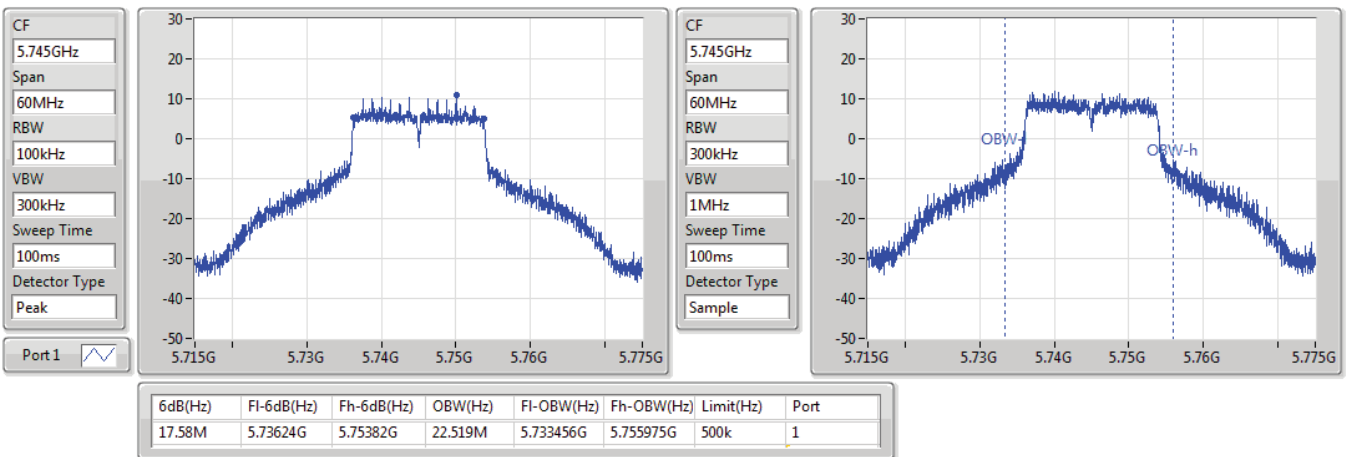 CF
5.745GHz
Span
60MHz
RBW
100kHz
VBW
300kHz
Sweep Time
100ms
Detector Type
Peak
Port 1
30
20
10
0
-10
-20
-30
-40
-50
5.715G 5.73G 5.74G 5.75G 5.76G 5.775G
CF
5.745GHz
Span
60MHz
RBW
300kHz
VBW
1MHz
Sweep Time
100ms
Detector Type
Sample
30
20
10
0
-10
-20
-30
-40
-50
OBW-
OBW-h
5.715G 5.73G 5.74G 5.75G 5.76G 5.775G
6dB(Hz) Fl-6dB(Hz) Fh-6dB(Hz) OBW(Hz) Fl-OBW(Hz) Fh-OBW(Hz) Limit(Hz) Port
17.58M 5.73624G 5.75382G 22.519M 5.733456G 5.755975G 500k 1